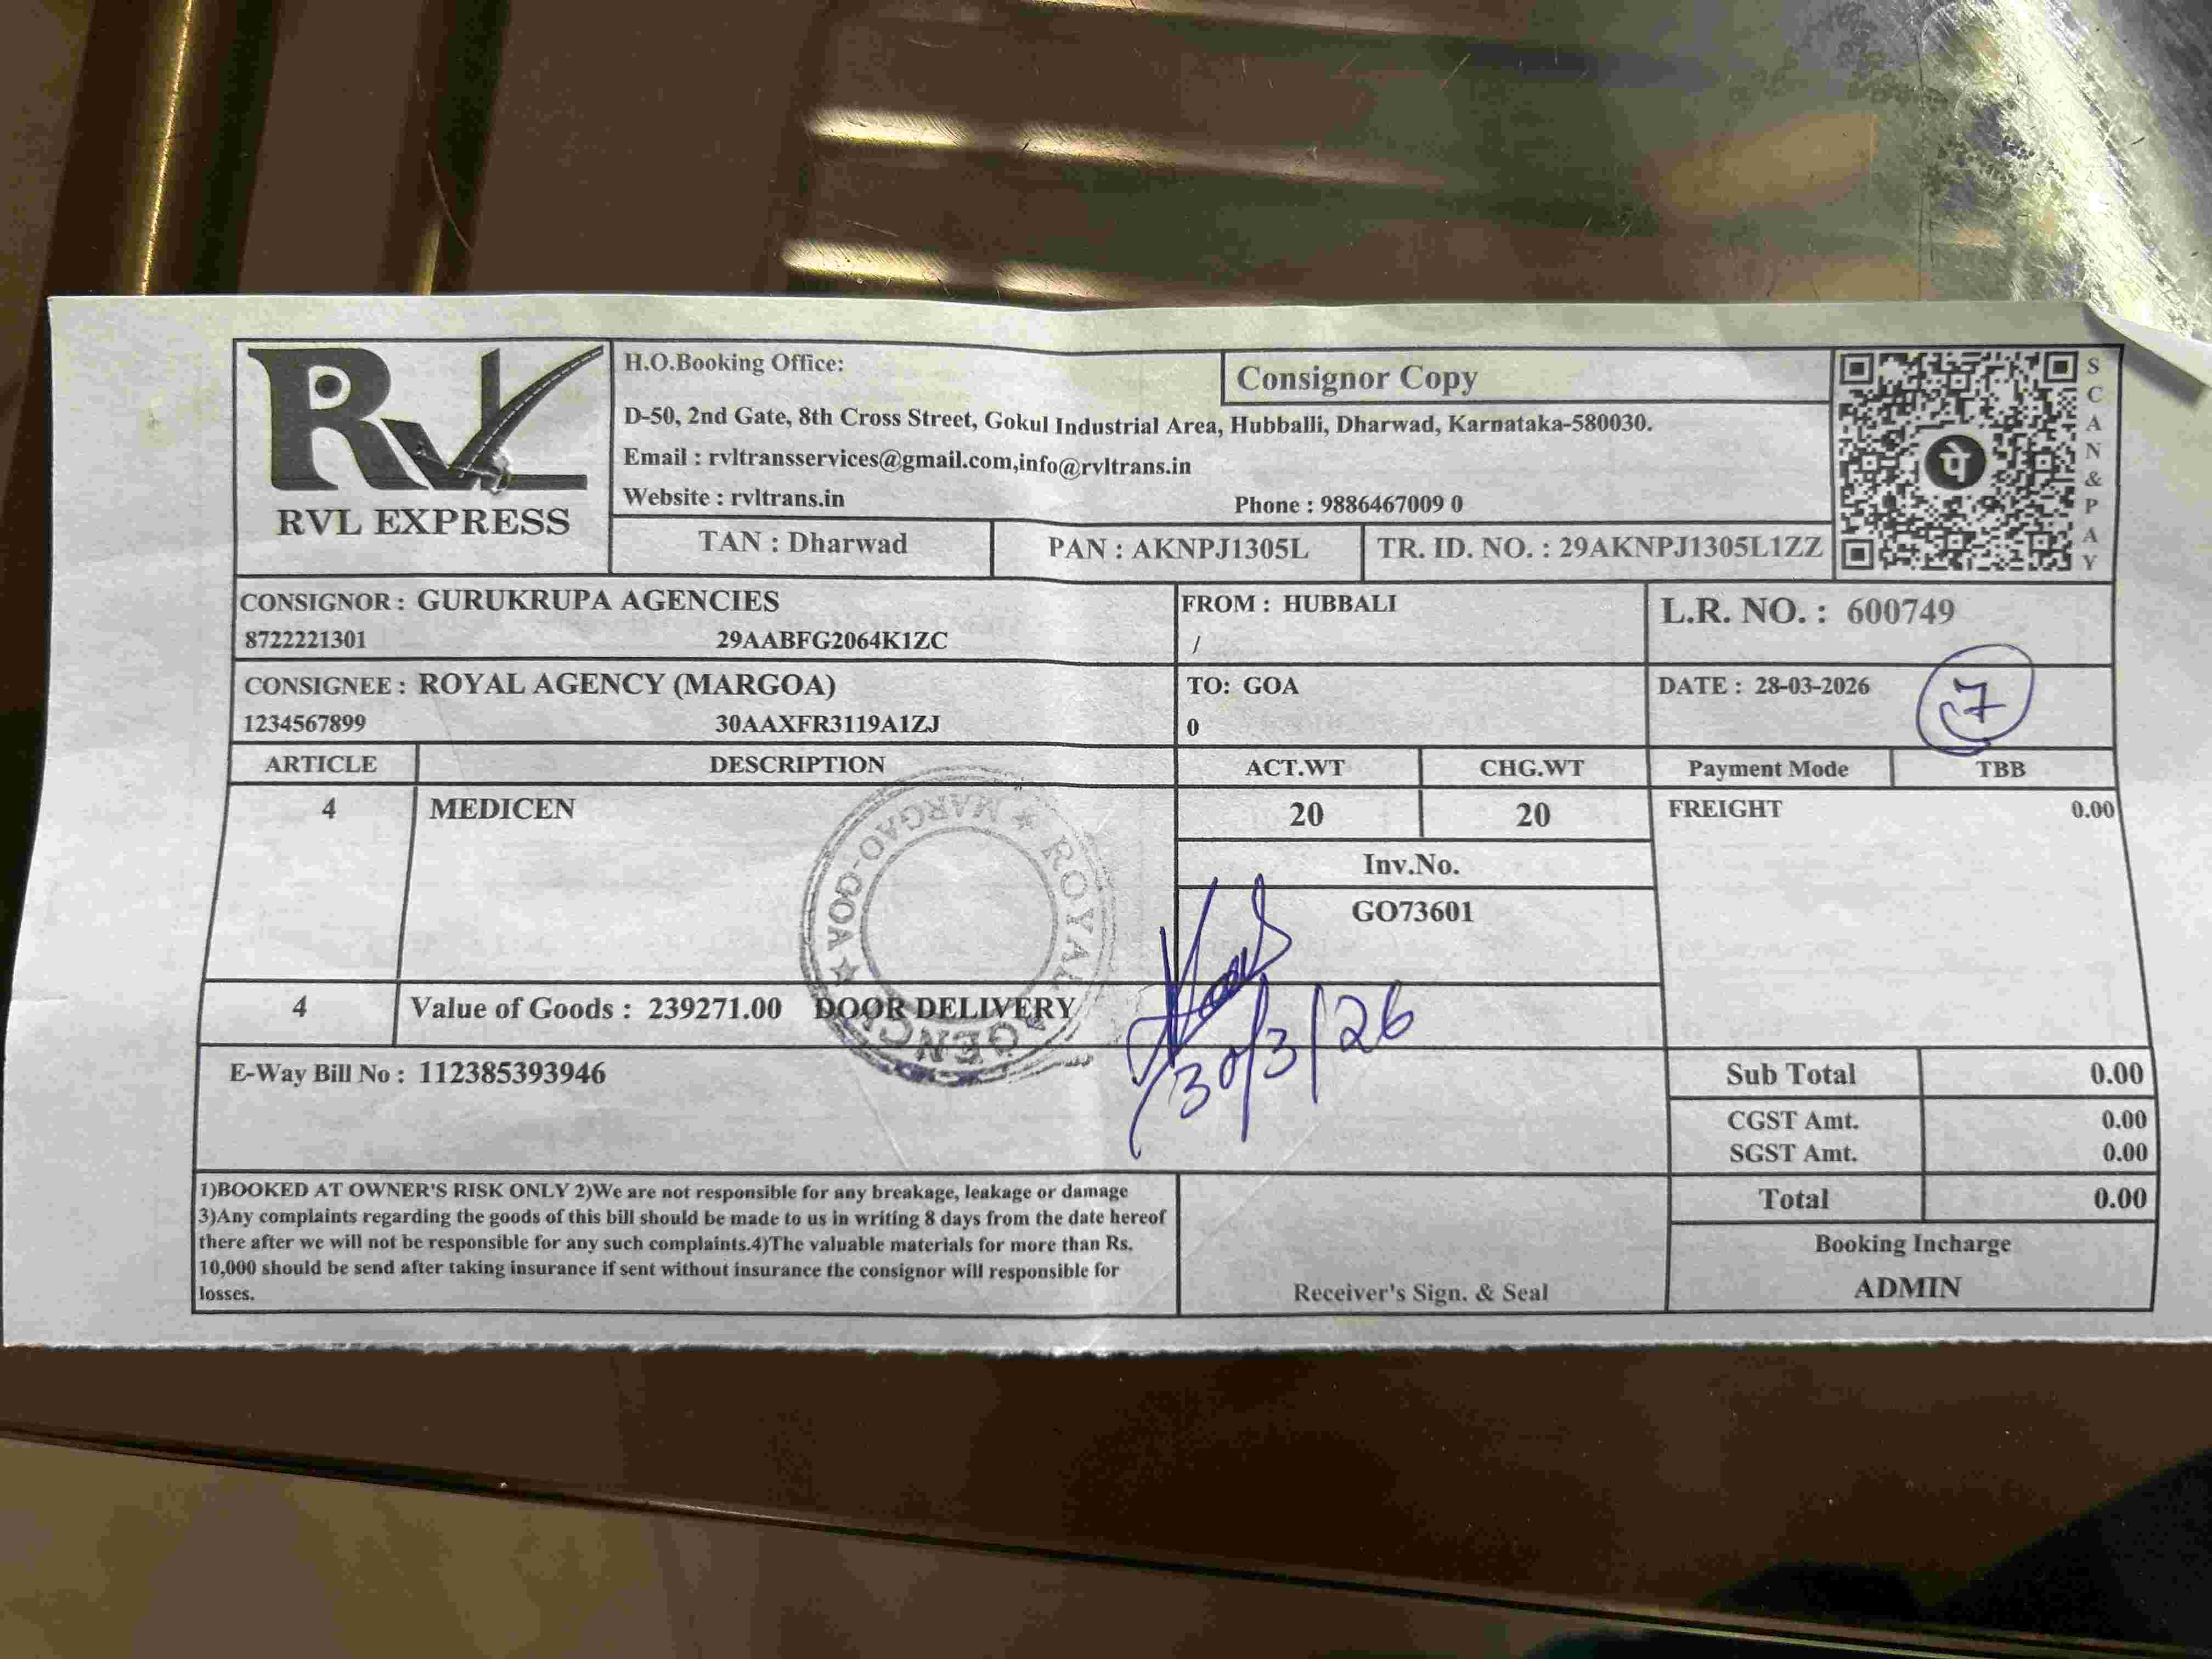 RVL
RVL EXPRESS
H.O.Booking Office:
Consignor Copy
D-50, 2nd Gate, 8th Cross Street, Gokul Industrial Area, Hubballi, Dharwad, Karnataka-580030.
Email : rvltransservices@gmail.com,info@rvltrans.in
Website : rvltrans.in Phone : 9886467009 0
TAN : Dharwad PAN : AKNPJ1305L TR. ID. NO. : 29AKNPJ1305L1ZZ
पे
SCAN&PAY
CONSIGNOR : GURUKRUPA AGENCIES FROM : HUBBALI L.R. NO. : 600749
8722221301 29AABFG2064K1ZC /
CONSIGNEE : ROYAL AGENCY (MARGOA) TO: GOA DATE : 28-03-2026 7
1234567899 30AAXFR3119A1ZJ 0
ARTICLE DESCRIPTION ACT.WT CHG.WT Payment Mode TBB
4 MEDICEN 20 20 FREIGHT 0.00
Inv.No.
GO73601
ROYAL AGENCY ★ MARGAO-GOA ★
4 Value of Goods : 239271.00 DOOR DELIVERY
30/3/26
E-Way Bill No : 112385393946 Sub Total 0.00
CGST Amt. 0.00
SGST Amt. 0.00
Total 0.00
1)BOOKED AT OWNER'S RISK ONLY 2)We are not responsible for any breakage, leakage or damage
3)Any complaints regarding the goods of this bill should be made to us in writing 8 days from the date hereof
there after we will not be responsible for any such complaints.4)The valuable materials for more than Rs.
10,000 should be send after taking insurance if sent without insurance the consignor will responsible for
losses.
Receiver's Sign. & Seal
Booking Incharge
ADMIN